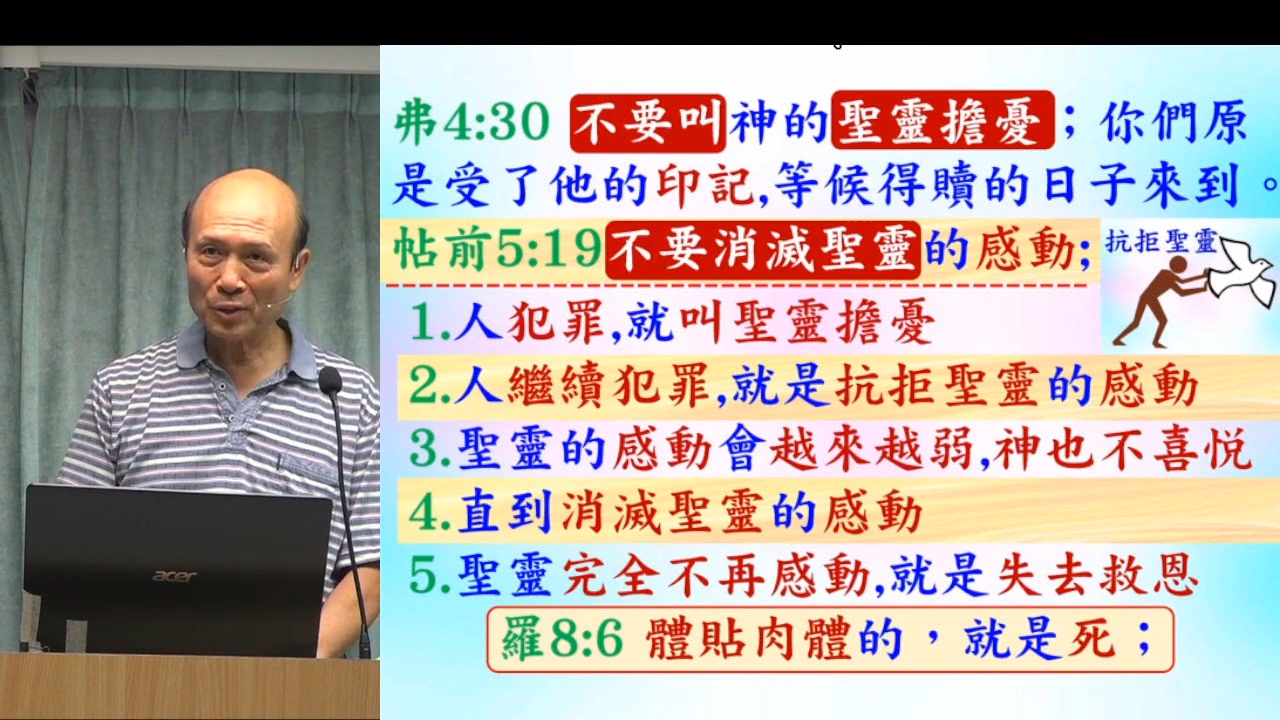 弗4:30 不要叫神的聖靈擔憂；你們原
是受了他的印記,等候得贖的日子來到。
帖前5:19不要消滅聖靈的感動;
抗拒聖靈
1.人犯罪,就叫聖靈擔憂
2.人繼續犯罪,就是抗拒聖靈的感動
3.聖靈的感動會越來越弱,神也不喜悅
4.直到消滅聖靈的感動
5.聖靈完全不再感動,就是失去救恩
羅8:6 體貼肉體的，就是死；
acer